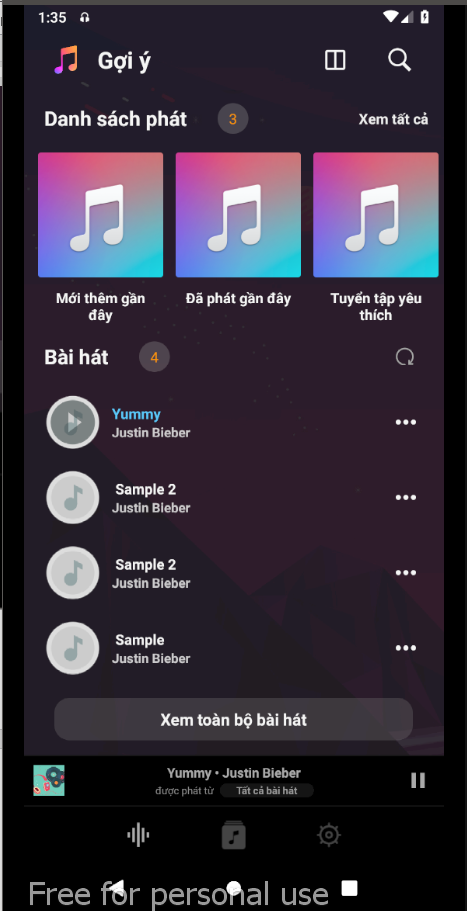 1:35
Gợi ý
Danh sách phát 3 Xem tất cả
Mới thêm gần đây
Đã phát gần đây
Tuyển tập yêu thích
Bài hát 4
Yummy
Justin Bieber
Sample 2
Justin Bieber
Sample 2
Justin Bieber
Sample
Justin Bieber
Xem toàn bộ bài hát
Yummy • Justin Bieber
được phát từ Tất cả bài hát
Free for personal use